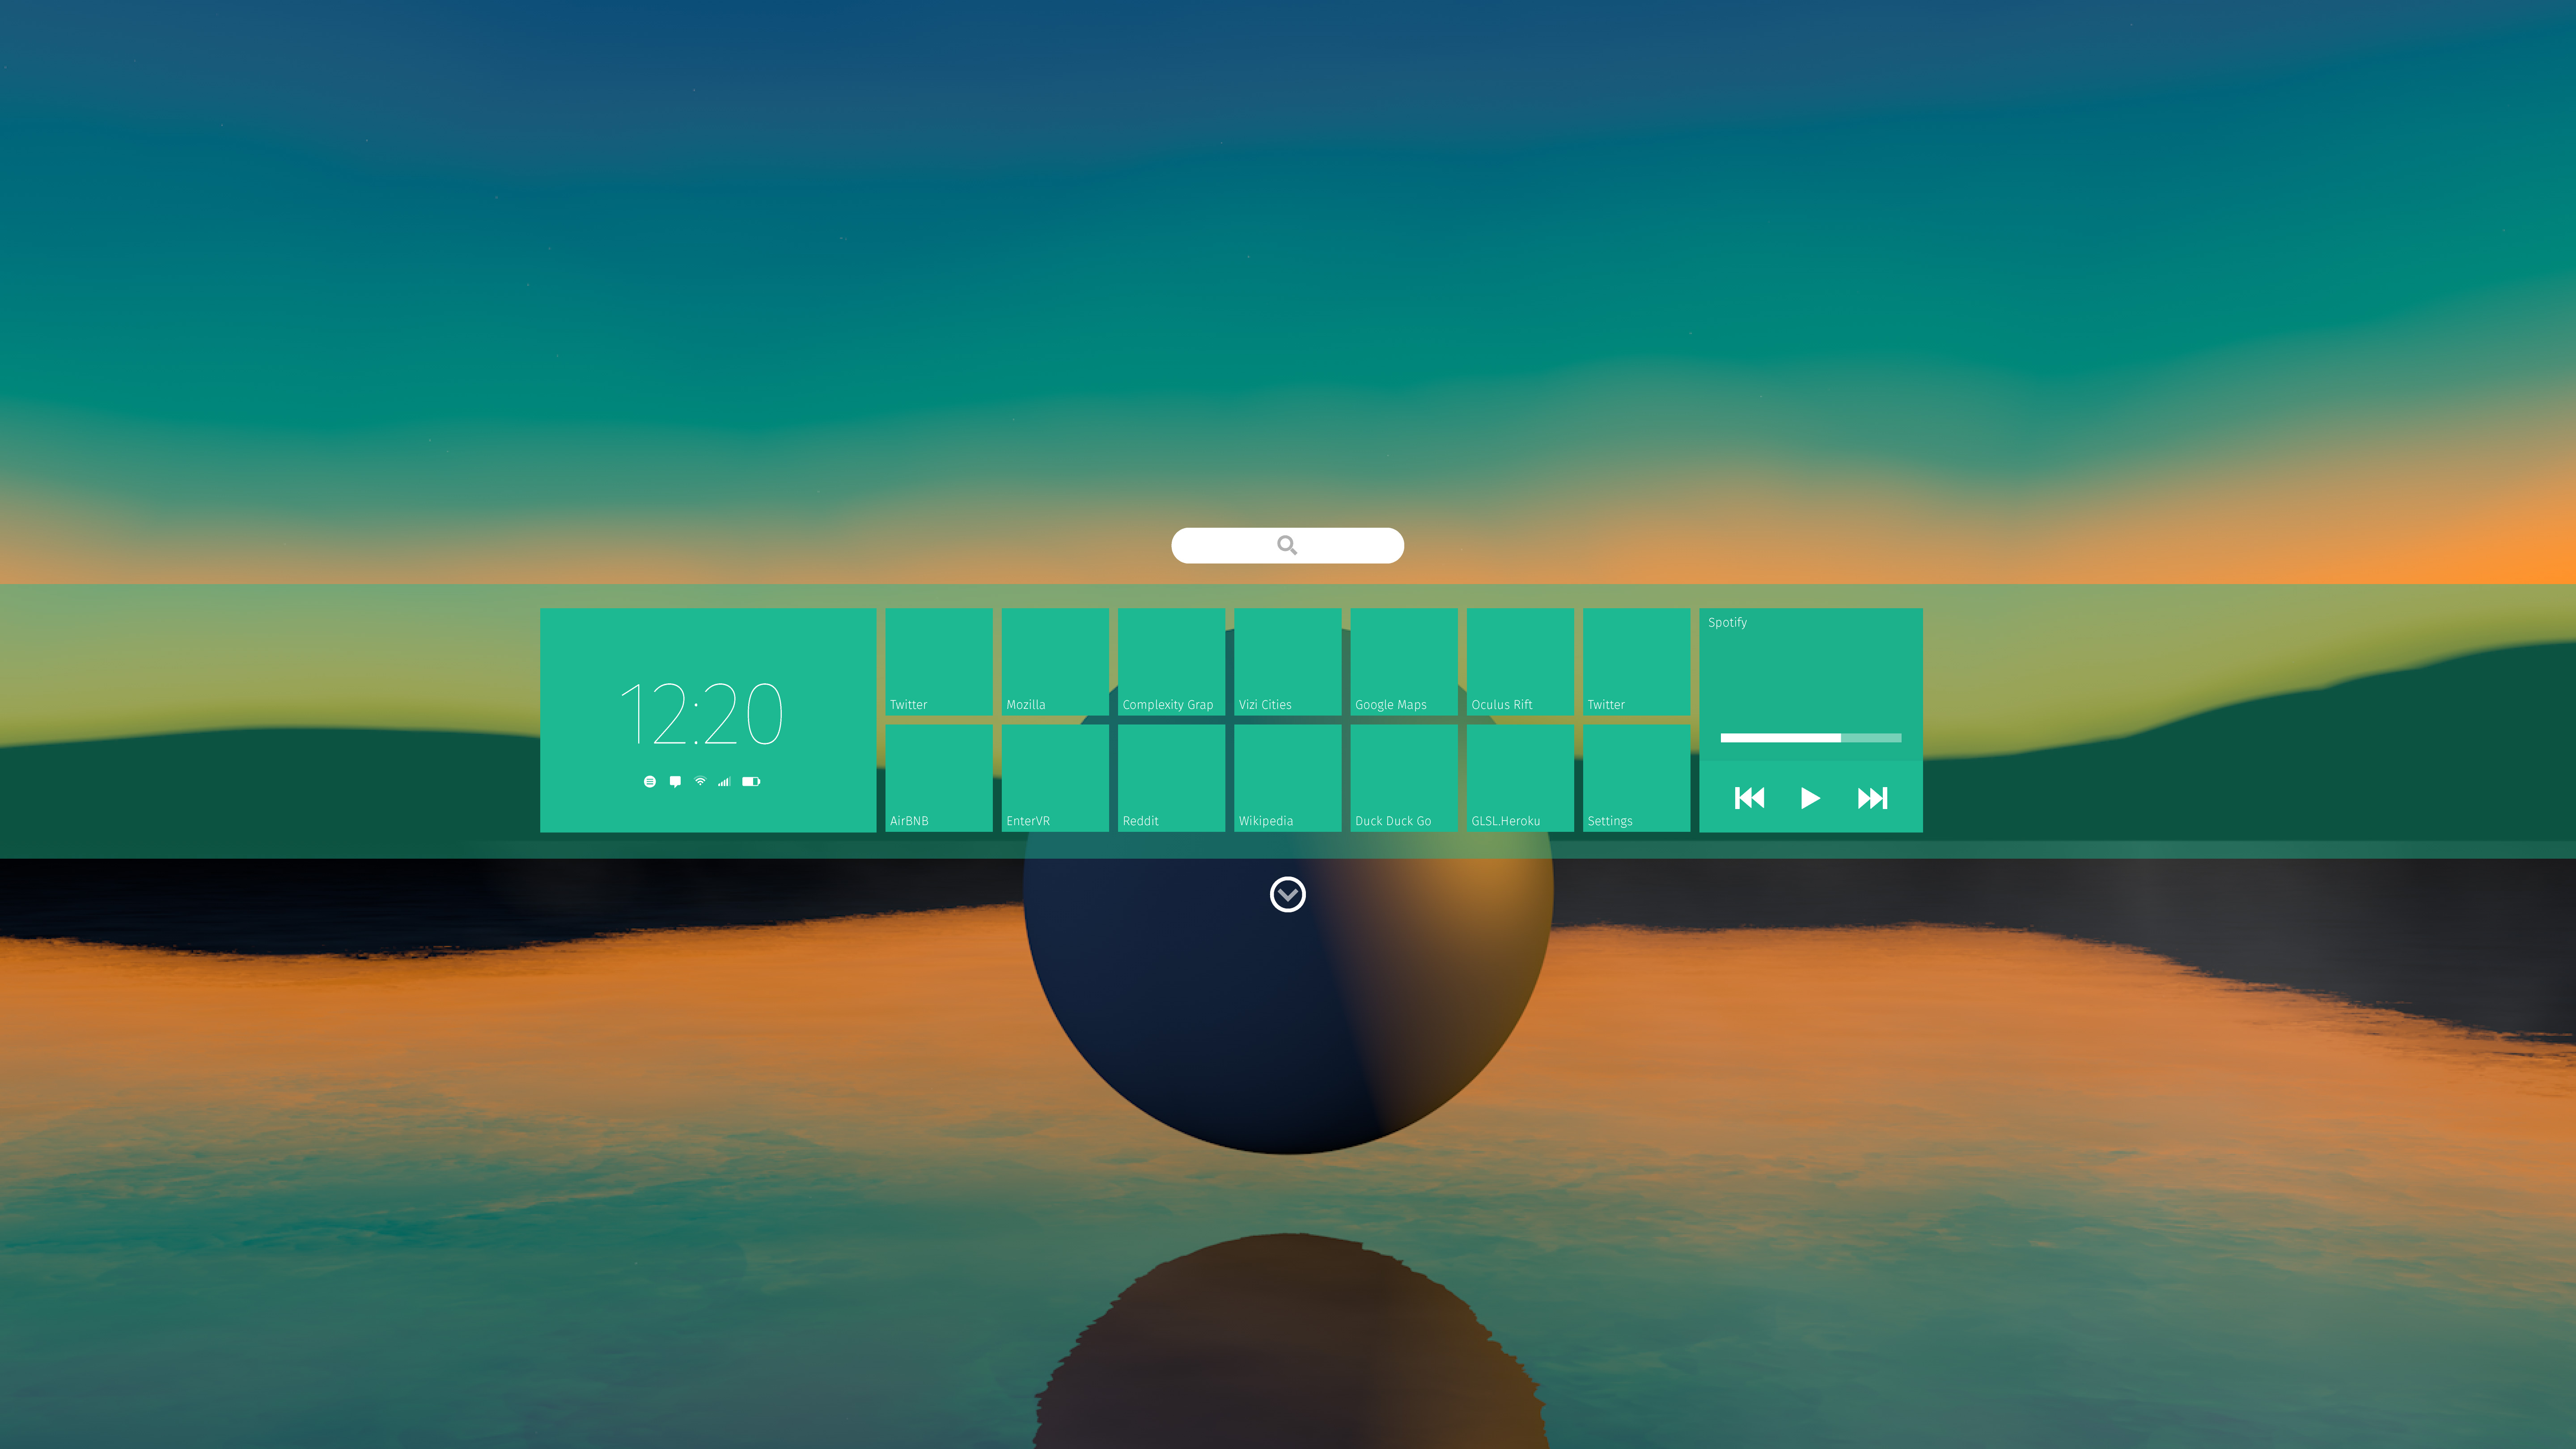 12:20
Twitter
Mozilla
Complexity Grap
Vizi Cities
Google Maps
Oculus Rift
Twitter
AirBNB
EnterVR
Reddit
Wikipedia
Duck Duck Go
GLSL.Heroku
Settings
Spotify